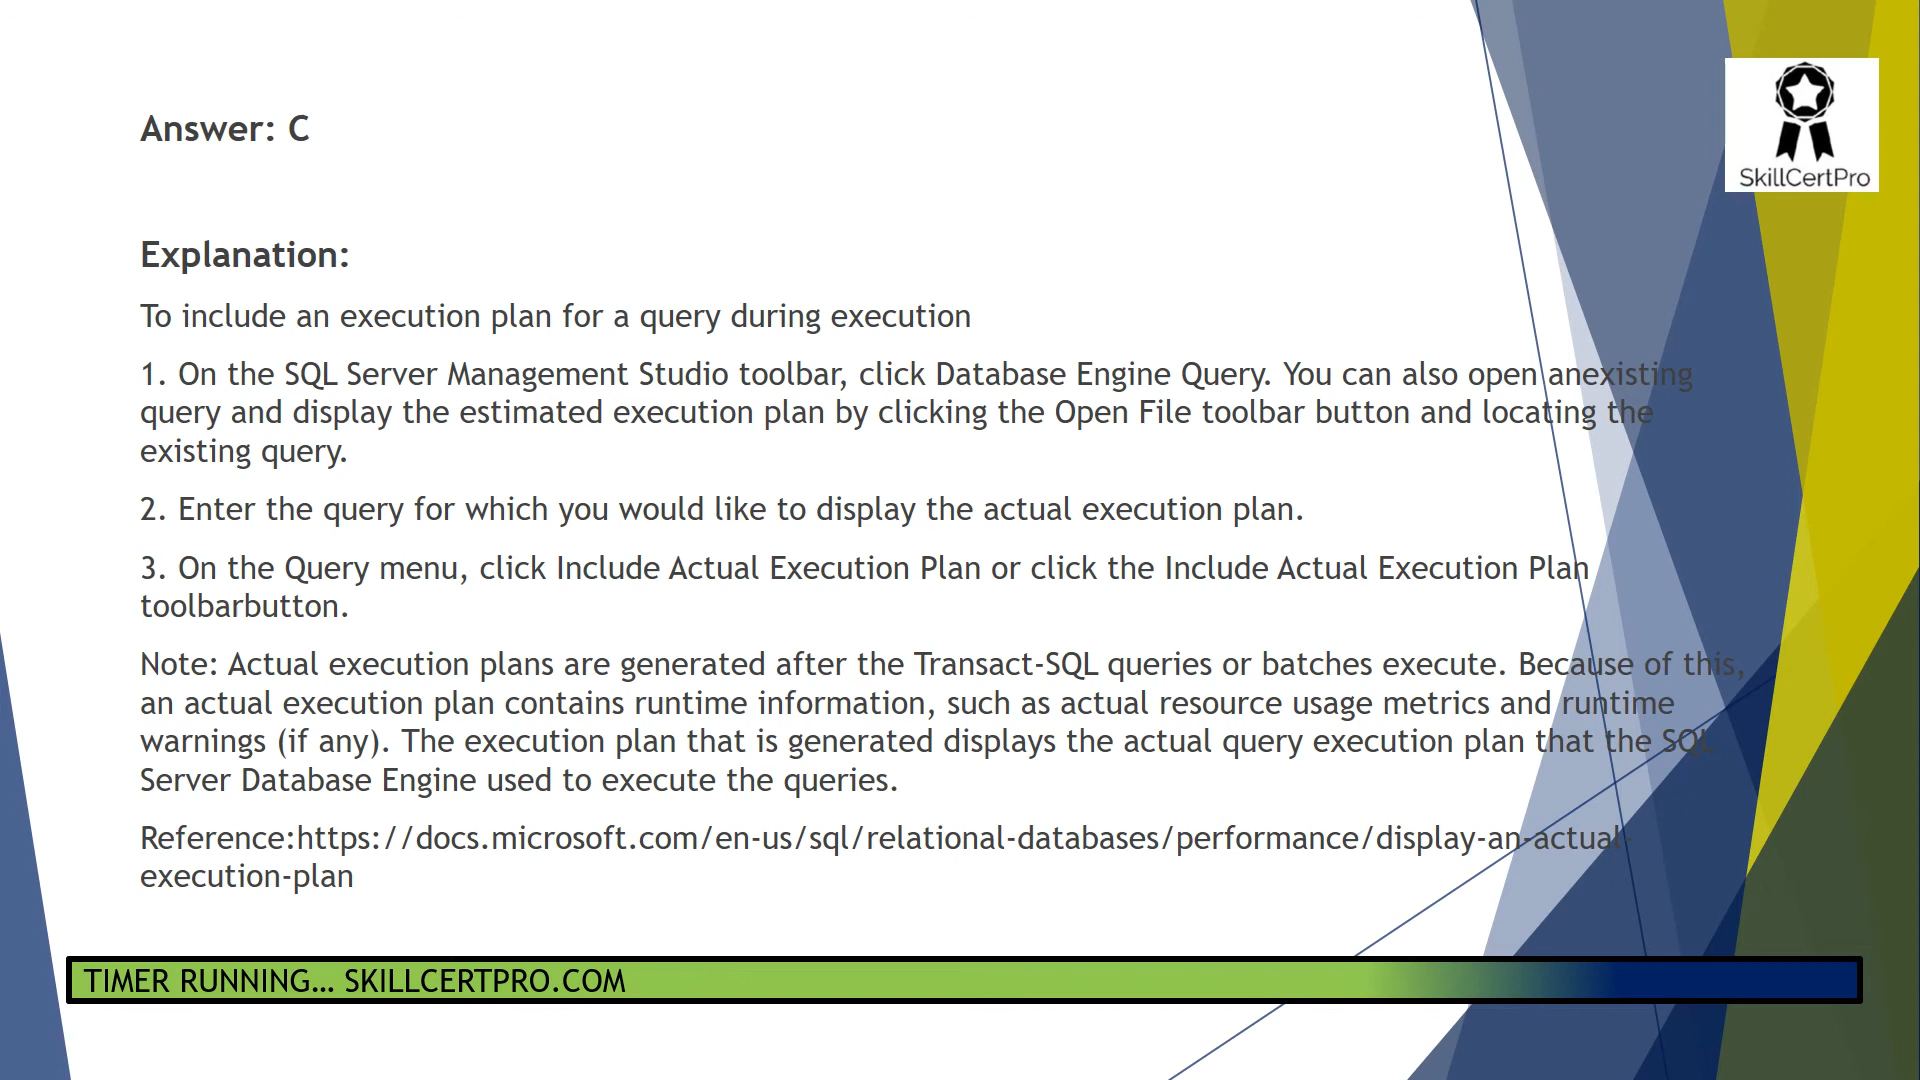 SkillCertPro
Answer: C
Explanation:
To include an execution plan for a query during execution
1. On the SQL Server Management Studio toolbar, click Database Engine Query. You can also open anexisting
query and display the estimated execution plan by clicking the Open File toolbar button and locating the
existing query.
2. Enter the query for which you would like to display the actual execution plan.
3. On the Query menu, click Include Actual Execution Plan or click the Include Actual Execution Plan
toolbarbutton.
Note: Actual execution plans are generated after the Transact-SQL queries or batches execute. Because of this,
an actual execution plan contains runtime information, such as actual resource usage metrics and runtime
warnings (if any). The execution plan that is generated displays the actual query execution plan that the SQL
Server Database Engine used to execute the queries.
Reference:https://docs.microsoft.com/en-us/sql/relational-databases/performance/display-an-actual-
execution-plan
TIMER RUNNING… SKILLCERTPRO.COM